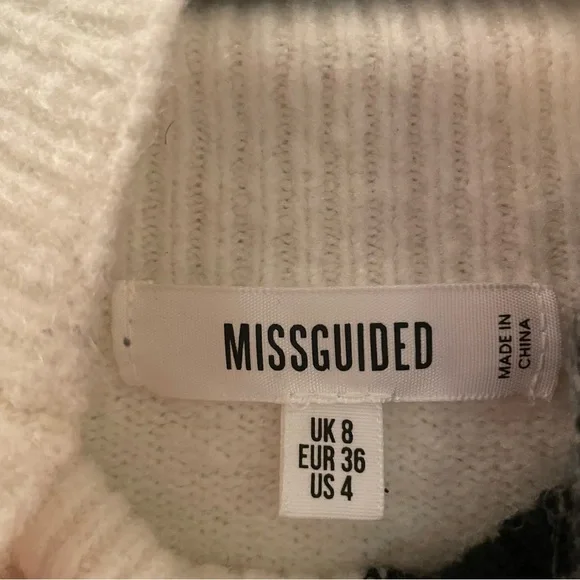 MISSGUIDED
MADE IN
CHINA
UK 8
EUR 36
US 4